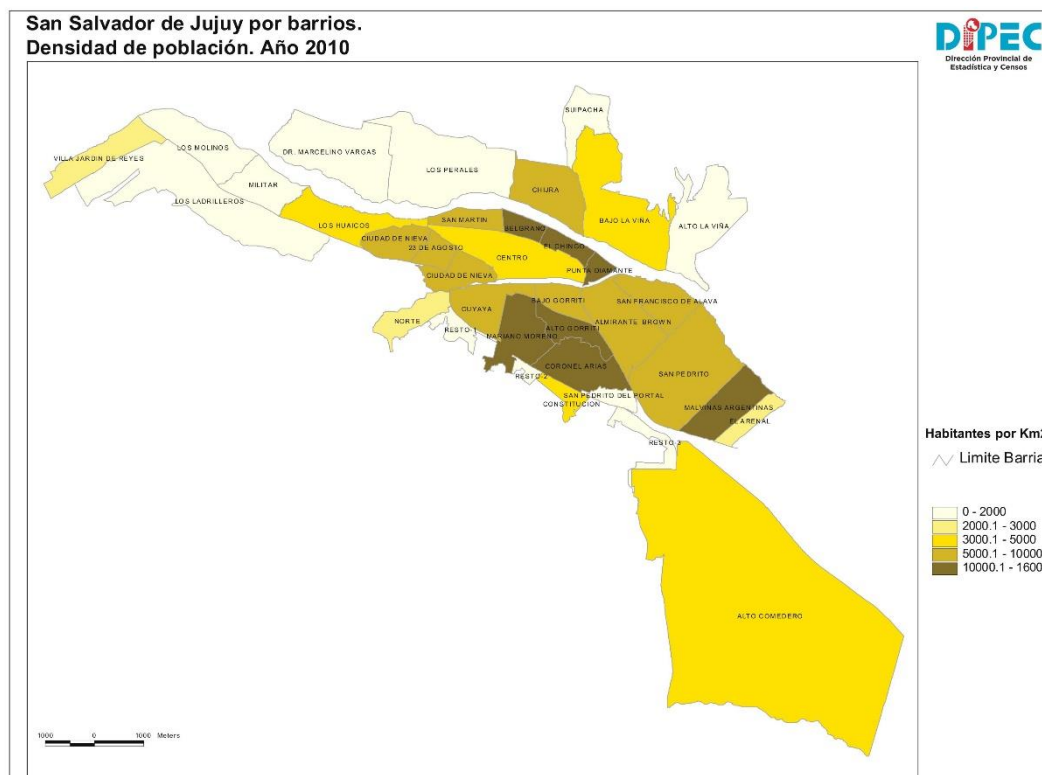 San Salvador de Jujuy por barrios.
Densidad de población. Año 2010
DiPEC
Dirección Provincial de
Estadística y Censos
SUIPACHA
LOS MOLINOS
VILLA JARDIN DE REYES
DR. MARCELINO VARGAS
LOS PERALES
MILITAR
CHIJRA
LOS LADRILLEROS
LOS HUAICOS
SAN MARTIN
BELGRANO
BAJO LA VIÑA
ALTO LA VIÑA
CIUDAD DE NIEVA
23 DE AGOSTO
EL CHINGO
CENTRO
PUNTA DIAMANTE
CIUDAD DE NIEVA
BAJO GORRITI
SAN FRANCISCO DE ALAVA
CUYAYA
NORTE
ALMIRANTE BROWN
RESTO 1
ALTO GORRITI
MARIANO MORENO
CORONEL ARIAS
SAN PEDRITO
RESTO 2
SAN PEDRITO DEL PORTAL
CONSTITUCION
MALVINAS ARGENTINAS
EL ARENAL
RESTO 3
ALTO COMEDERO
Habitantes por Km2
Limite Barria
0 - 2000
2000.1 - 3000
3000.1 - 5000
5000.1 - 10000
10000.1 - 1600
1000 0 1000 Meters